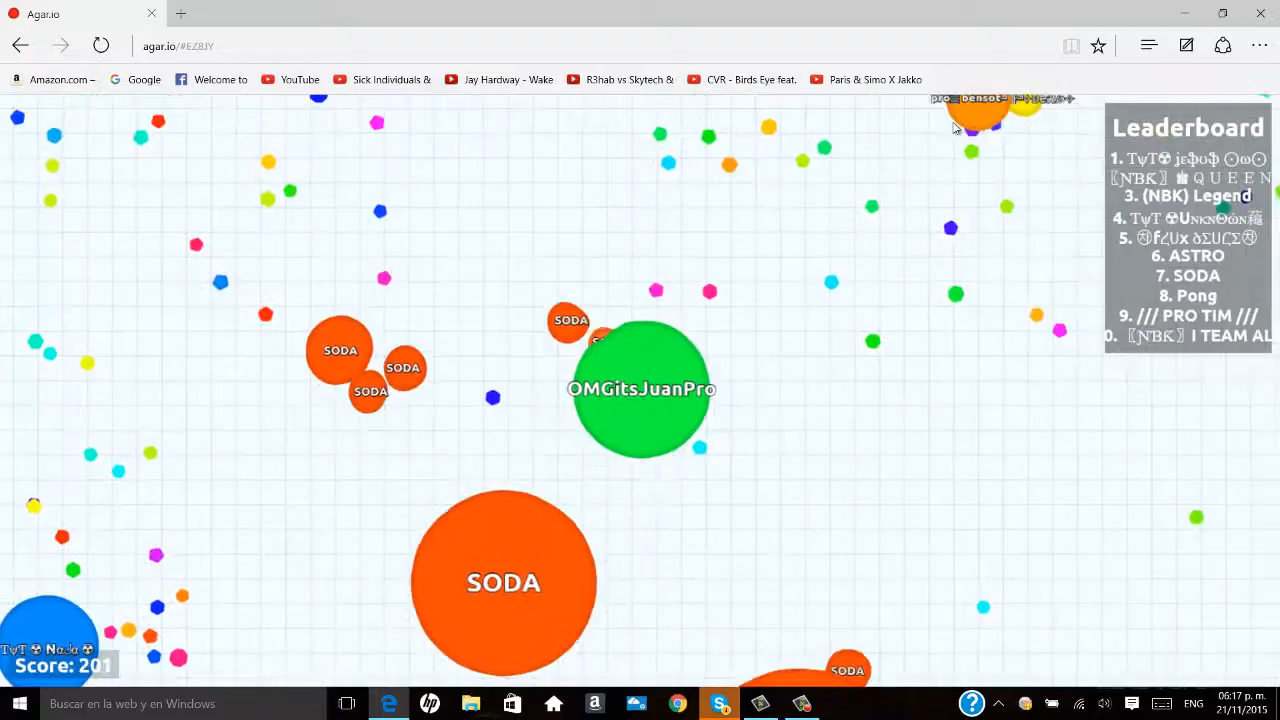 Agar.io
agar.io/#EZ8JY
Amazon.com –
Google
Welcome to
YouTube
Sick Individuals &
Jay Hardway - Wake
R3hab vs Skytech &
CVR - Birds Eye feat.
Paris & Simo X Jakko
Leaderboard
3. (NBK) Legend
6. ASTRO
7. SODA
8. Pong
9. /// PRO TIM ///
I TEAM AL
SODA
SODA
SODA
SODA
OMGitsJuanPro
SODA
SODA
Score: 201
Buscar en la web y en Windows
ENG
06:17 p. m.
21/11/2015